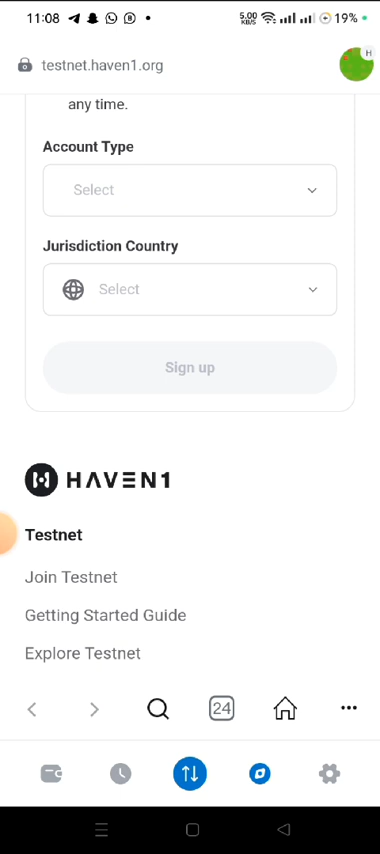 11:08
5.00
KB/S
19%
testnet.haven1.org
H
any time.
Account Type
Select
Jurisdiction Country
Select
Sign up
HAVEN1
Testnet
Join Testnet
Getting Started Guide
Explore Testnet
24